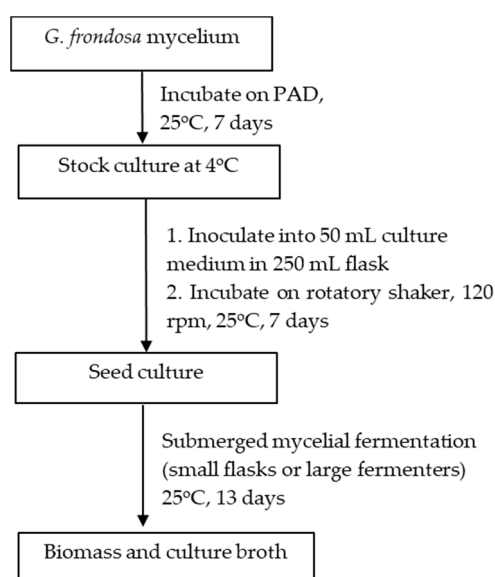 G. frondosa mycelium
Incubate on PAD,
25°C, 7 days
Stock culture at 4°C
1. Inoculate into 50 mL culture
medium in 250 mL flask
2. Incubate on rotatory shaker, 120
rpm, 25°C, 7 days
Seed culture
Submerged mycelial fermentation
(small flasks or large fermenters)
25°C, 13 days
Biomass and culture broth